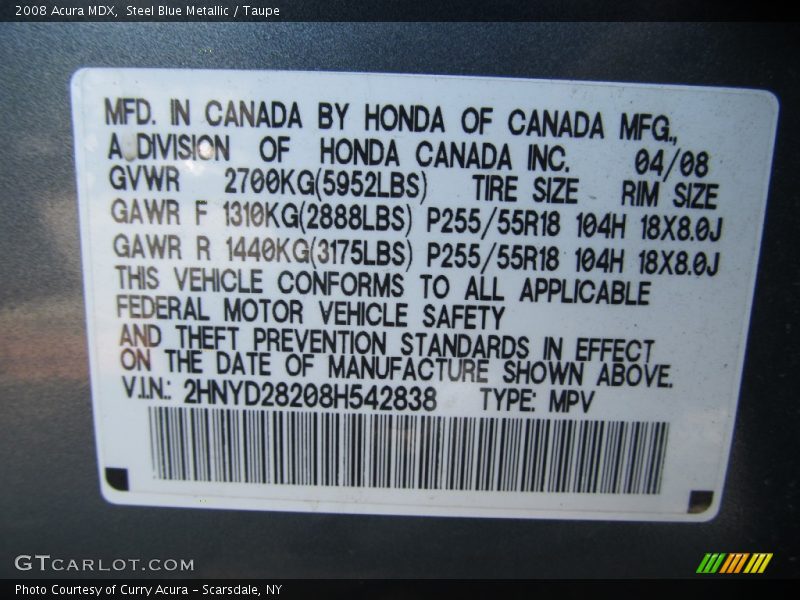 2008 Acura MDX, Steel Blue Metallic / Taupe
MFD. IN CANADA BY HONDA OF CANADA MFG.,
A DIVISION OF HONDA CANADA INC. 04/08
GVWR 2700KG(5952LBS) TIRE SIZE RIM SIZE
GAWR F 1310KG(2888LBS) P255/55R18 104H 18X8.0J
GAWR R 1440KG(3175LBS) P255/55R18 104H 18X8.0J
THIS VEHICLE CONFORMS TO ALL APPLICABLE
FEDERAL MOTOR VEHICLE SAFETY
AND THEFT PREVENTION STANDARDS IN EFFECT
ON THE DATE OF MANUFACTURE SHOWN ABOVE.
V.I.N.: 2HNYD28208H542838 TYPE: MPV
GTCARLOT.COM
Photo Courtesy of Curry Acura - Scarsdale, NY